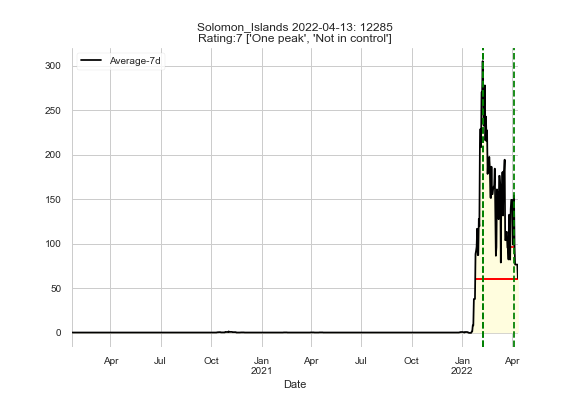 Solomon_Islands 2022-04-13: 12285
Rating:7 ['One peak', 'Not in control']
Average-7d
300
250
200
150
100
50
0
Apr Jul Oct Jan Apr Jul Oct Jan Apr
2021 2022
Date